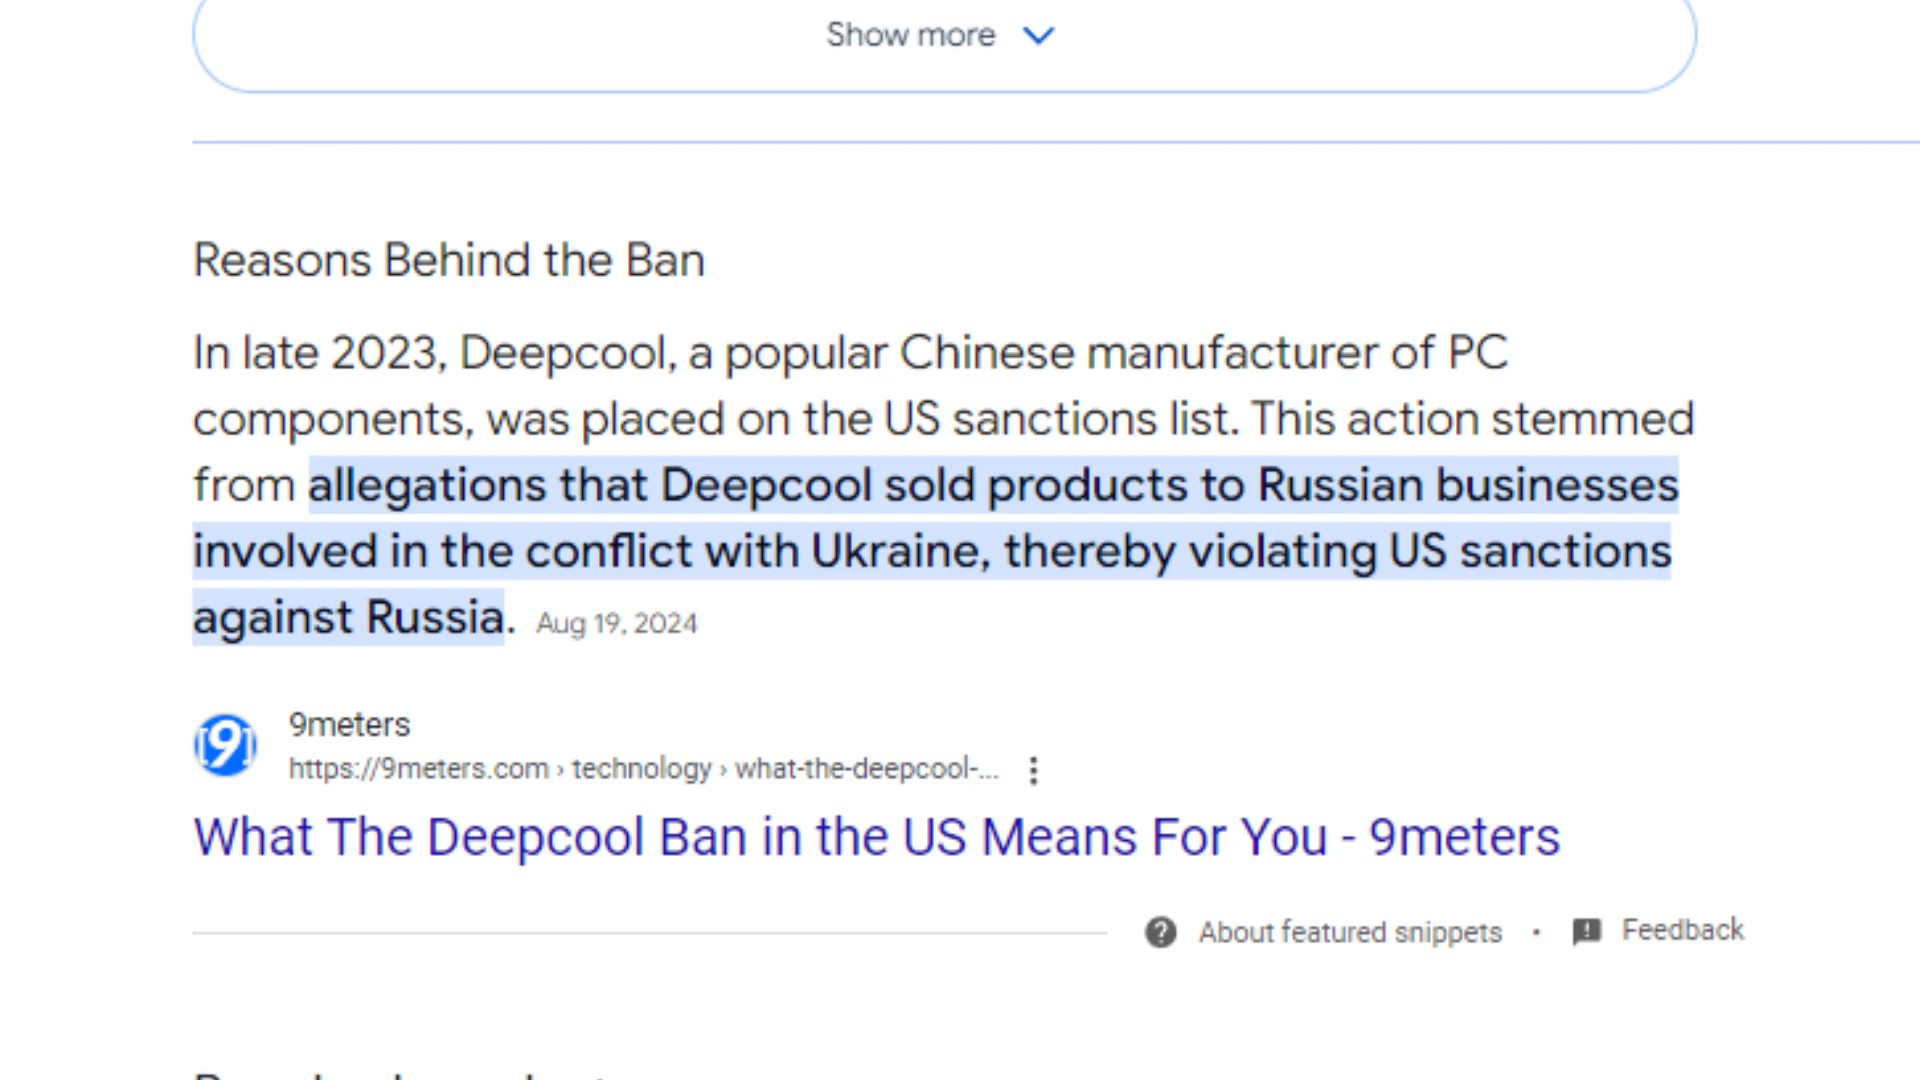 Show more
Reasons Behind the Ban
In late 2023, Deepcool, a popular Chinese manufacturer of PC
components, was placed on the US sanctions list. This action stemmed
from allegations that Deepcool sold products to Russian businesses
involved in the conflict with Ukraine, thereby violating US sanctions
against Russia. Aug 19, 2024
[9]
9meters
https://9meters.com › technology › what-the-deepcool-...
What The Deepcool Ban in the US Means For You - 9meters
About featured snippets • Feedback